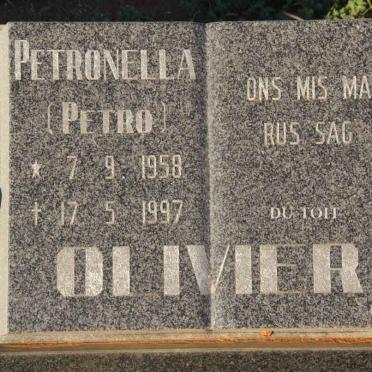 PETRONELLA
(PETRO)
* 7 9 1958
† 17 5 1997
ONS MIS MA
RUS SAG
DU TOIT
OLIVIER